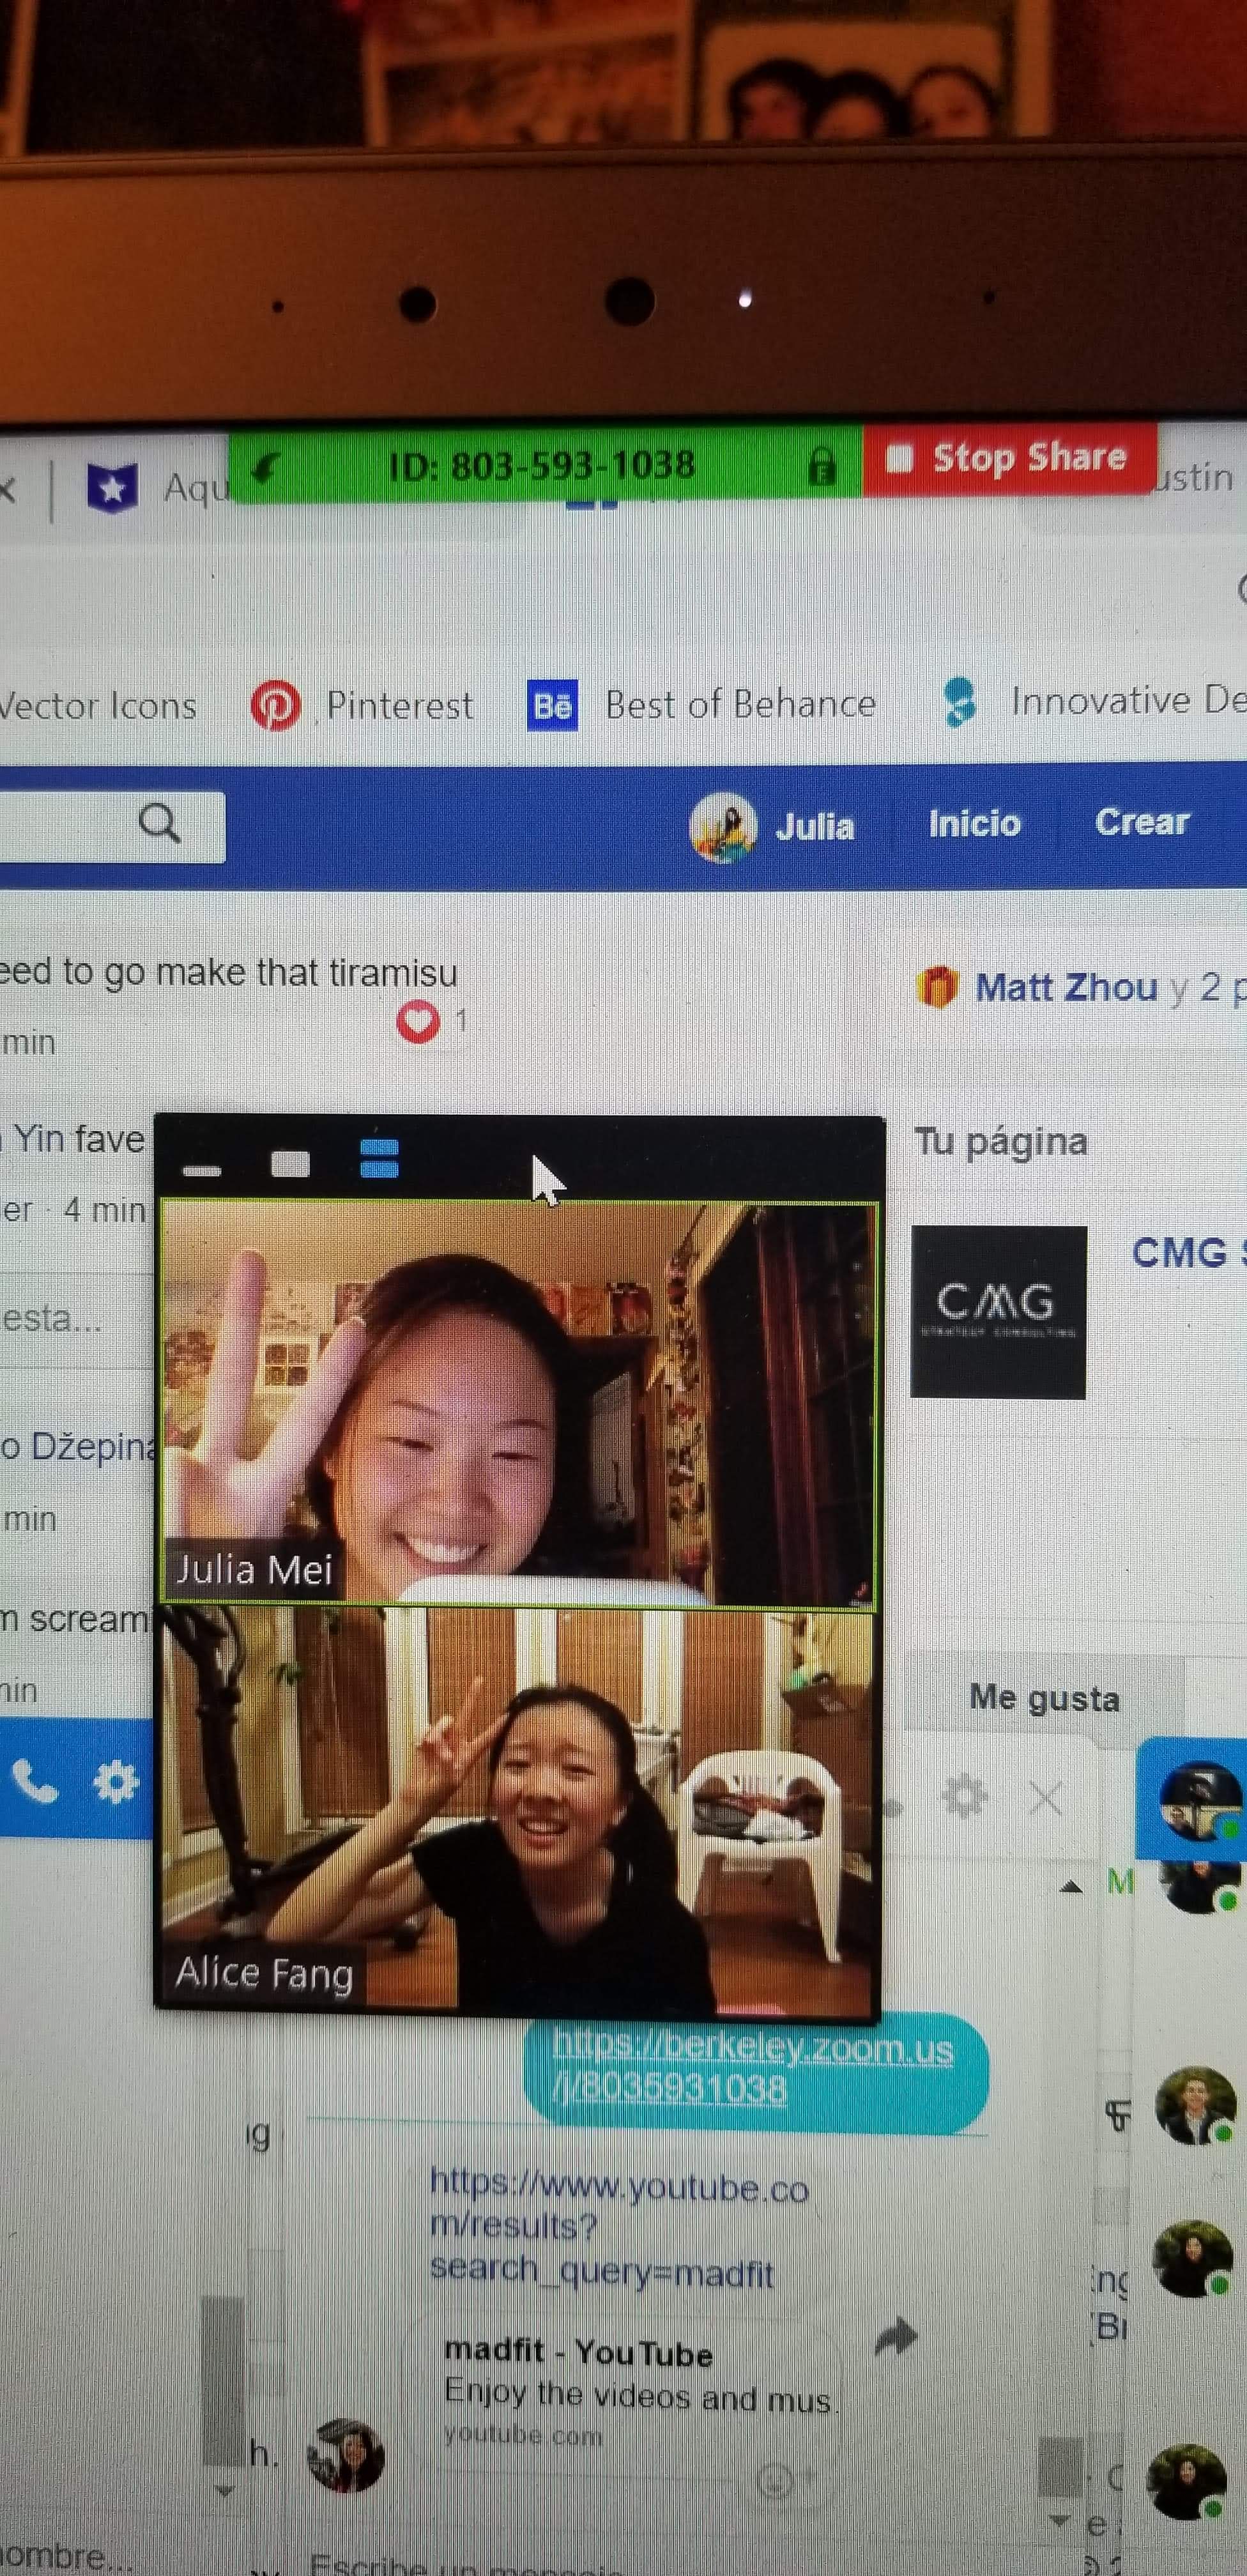 Aqu
ID: 803-593-1038
Stop Share
ustin
Vector Icons
Pinterest
Bē
Best of Behance
Innovative De
Julia
Inicio
Crear
eed to go make that tiramisu
1
min
Matt Zhou y 2 p
Yin fave
Tu página
er · 4 min
CMG
CMG
STRATEGY CONSULTING
esta...
o Džepina
min
Julia Mei
m scream
min
Me gusta
M
Alice Fang
https://berkeley.zoom.us
/j/8035931038
ig
https://www.youtube.co
m/results?
search_query=madfit
ng
madfit - YouTube
Enjoy the videos and mus.
youtube.com
h.
ombre...
Escribe un mensaje